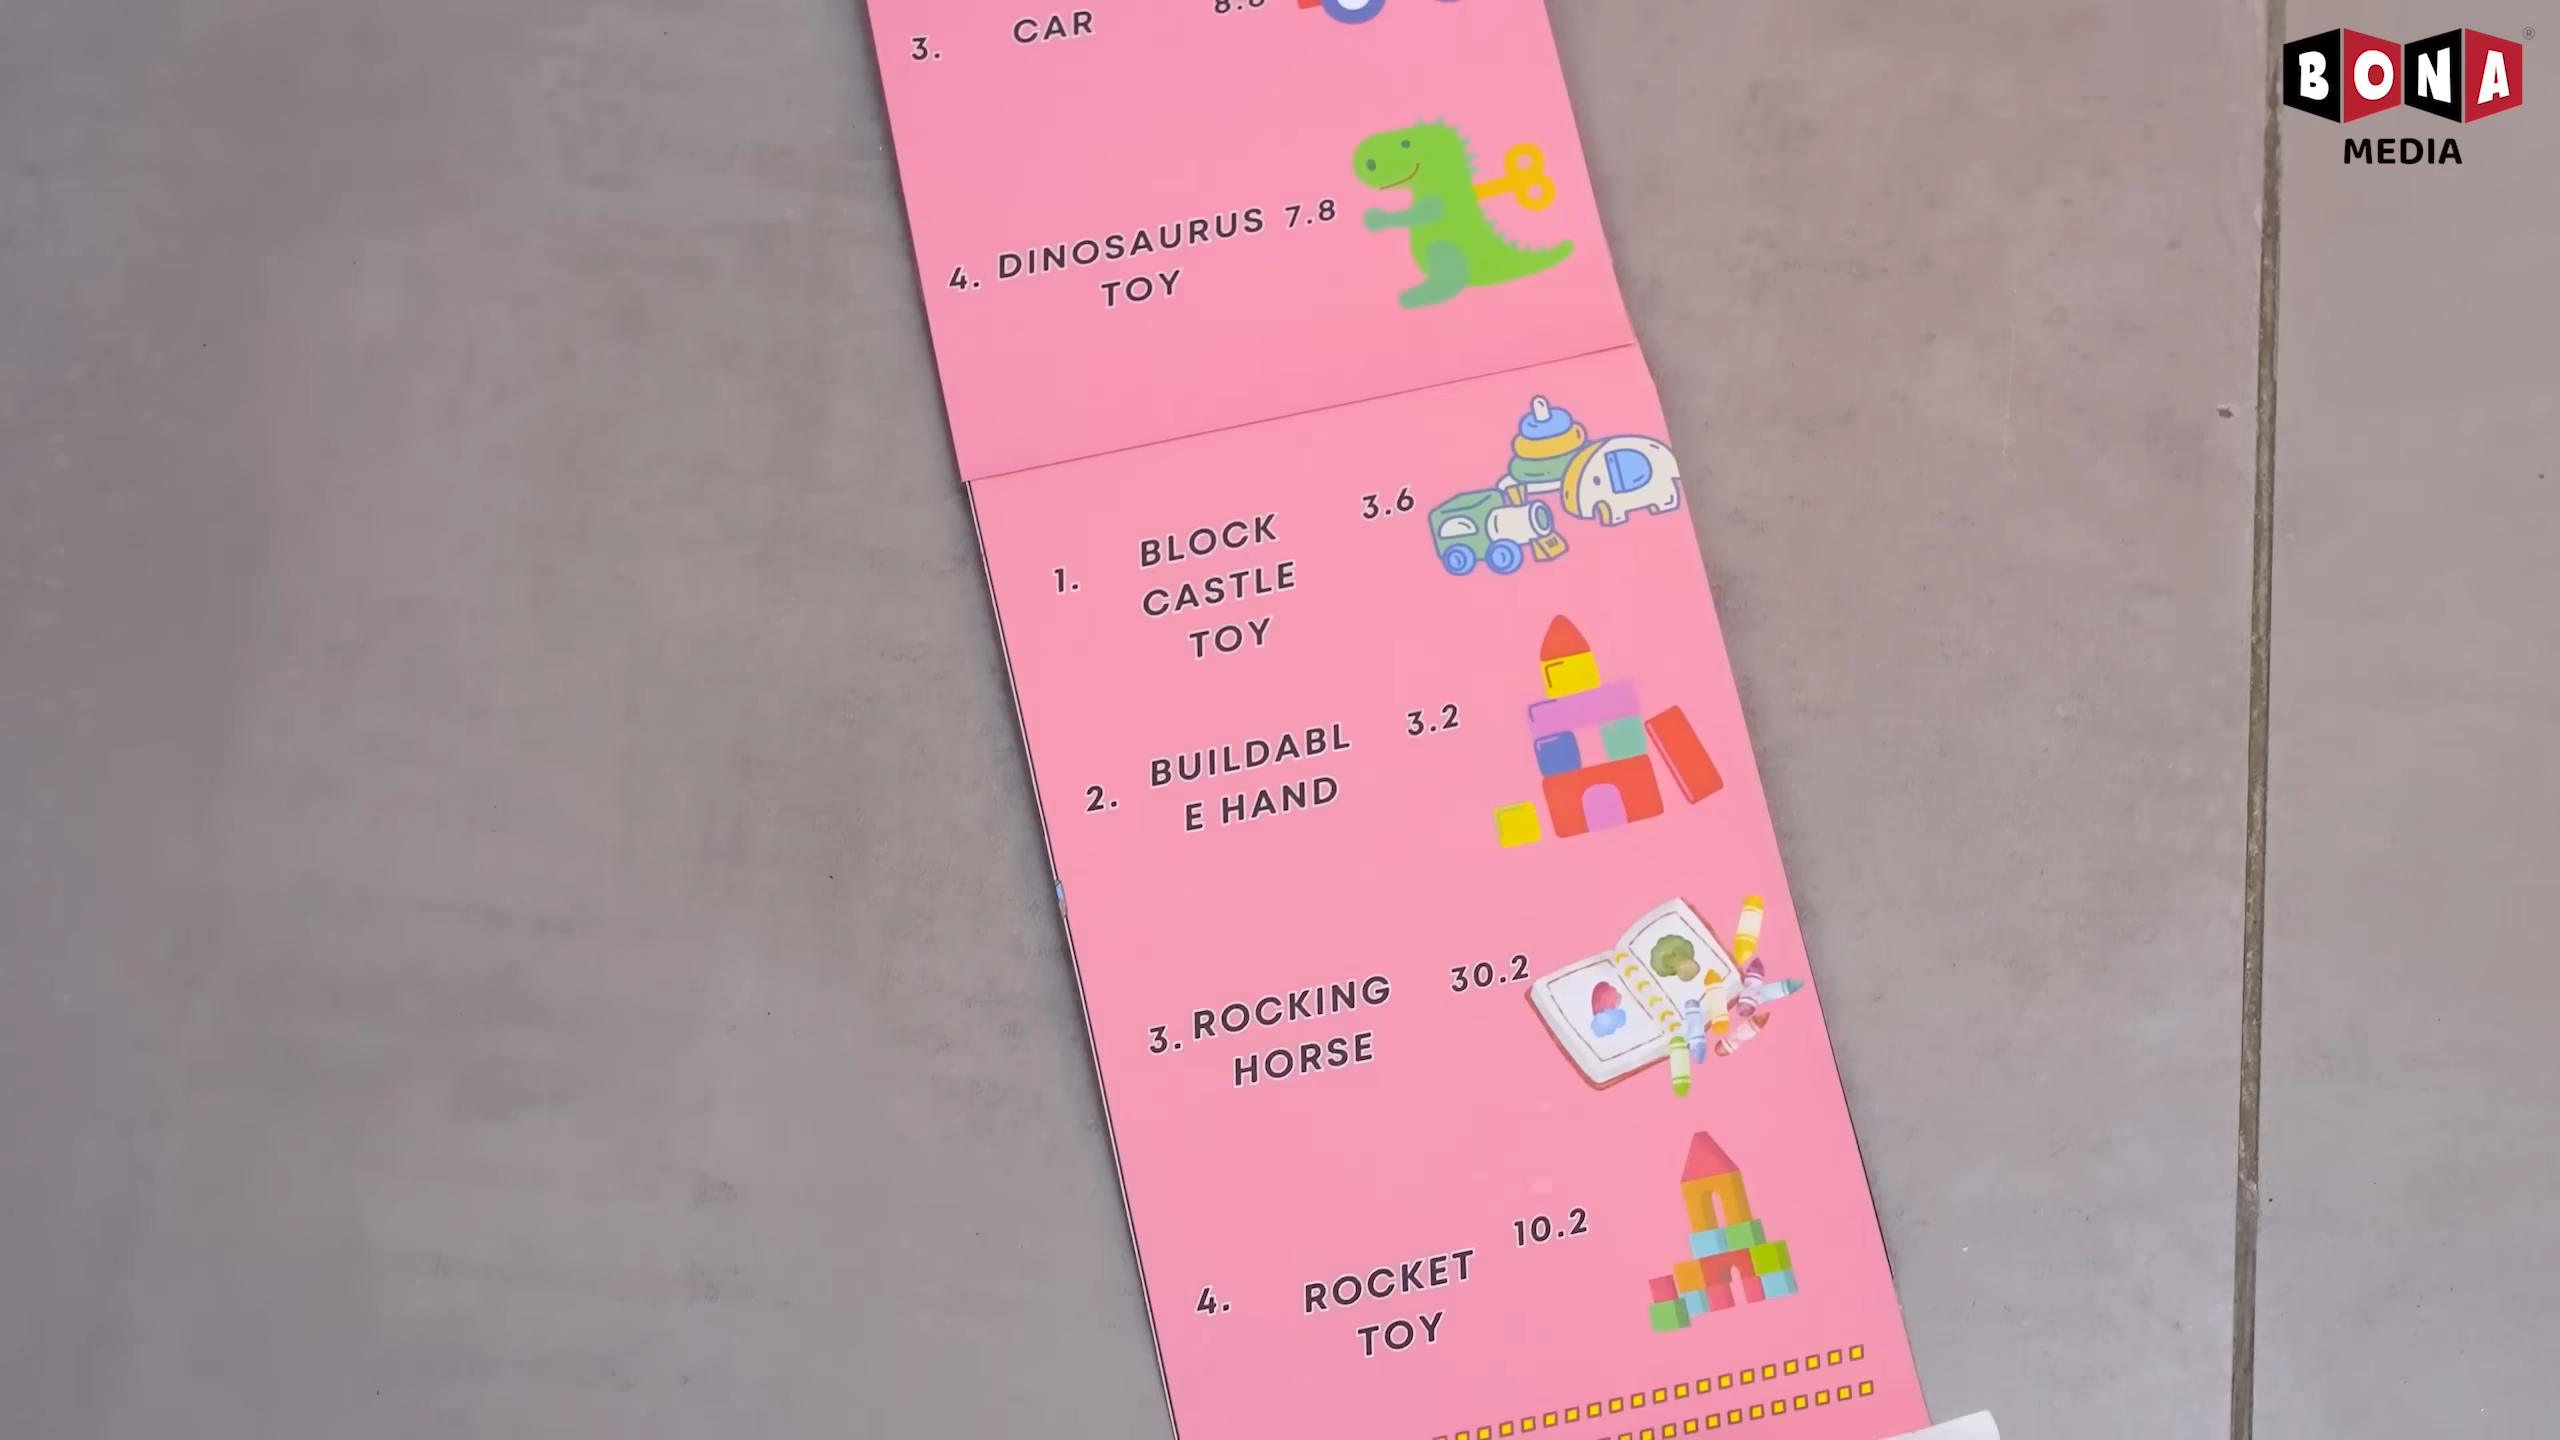 3. CAR
4. DINOSAURUS 7.8
TOY
1. BLOCK 3.6
CASTLE
TOY
2. BUILDABL 3.2
E HAND
3. ROCKING 30.2
HORSE
4. ROCKET 10.2
TOY
BONA
®
MEDIA